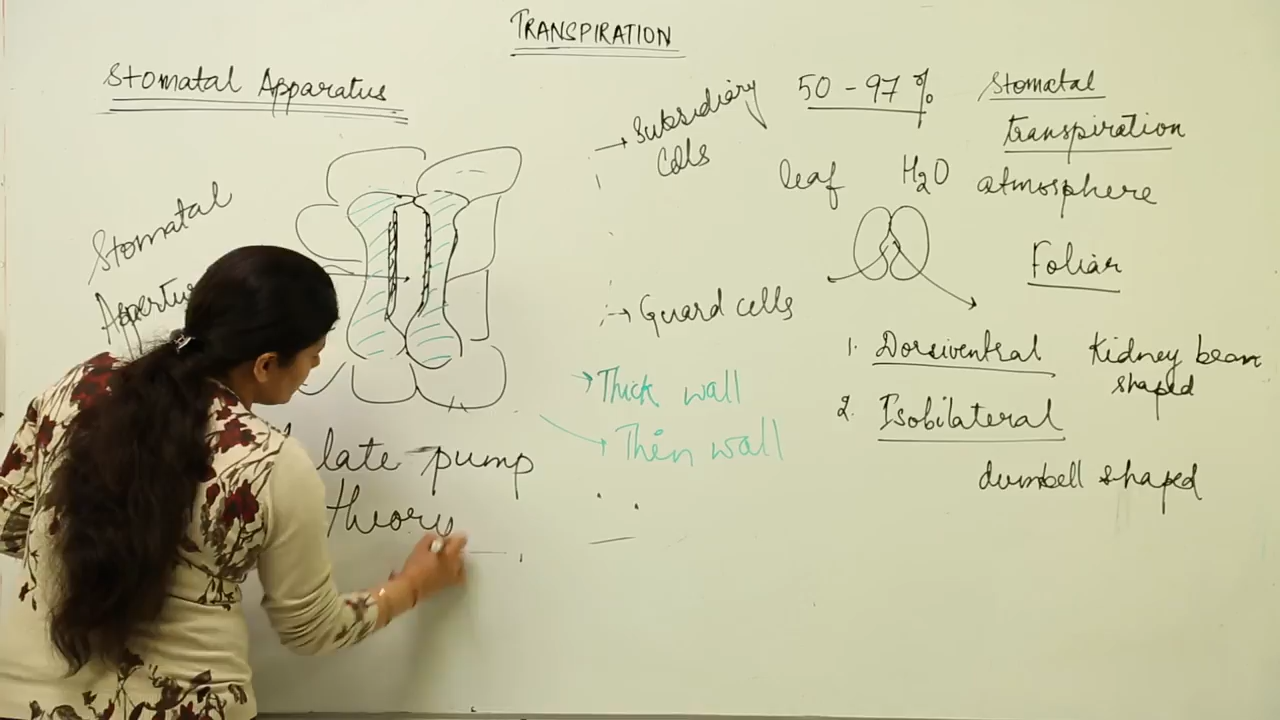 TRANSPIRATION
Stomatal Apparatus
Stomatal
Subsidiary
Cells
Guard cells
Thick wall
Thin wall
late pump
theory
50 - 97 %
Stomatal
transpiration
leaf H2O atmosphere
Foliar
1. Dorsiventral Kidney bean
shaped
2. Isobilateral
dumbell shaped